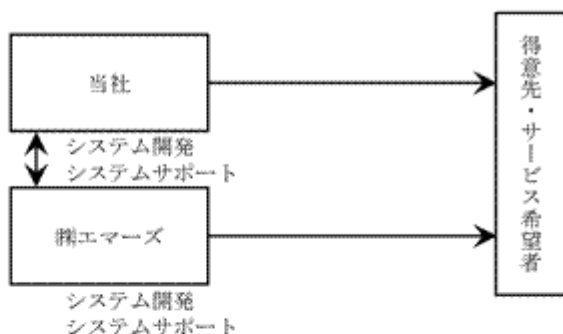 当社
システム開発
システムサポート
㈱エマーズ
システム開発
システムサポート
得意先・サービス希望者